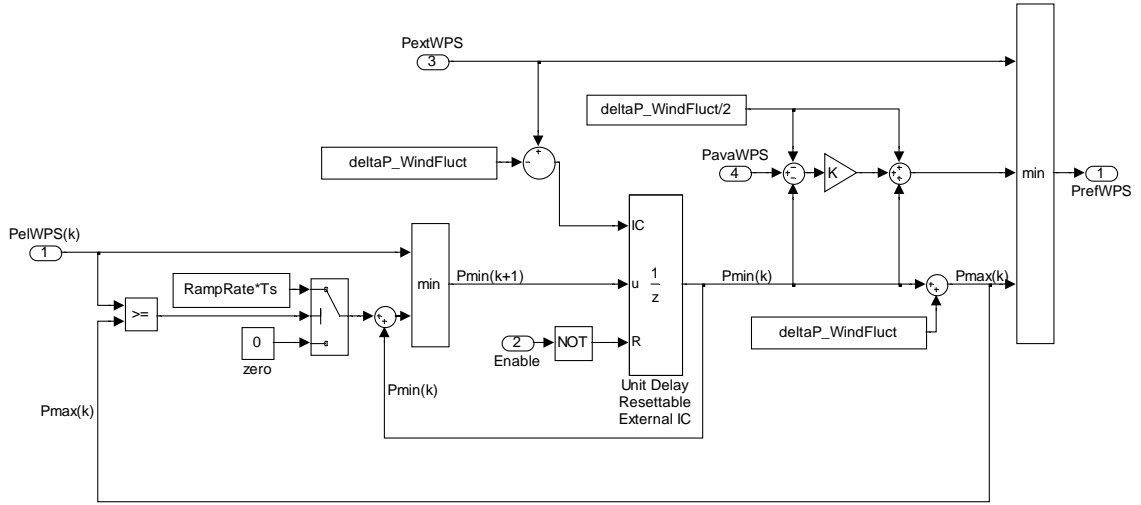 PextWPS
3
deltaP_WindFluct/2
deltaP_WindFluct
PavaWPS
4
K
min
1
PrefWPS
PelWPS(k)
1
IC
RampRate*Ts
min
Pmin(k+1)
u
1
z
Pmin(k)
Pmax(k)
>=
0
zero
2
Enable
NOT
R
deltaP_WindFluct
Unit Delay
Resettable
External IC
Pmin(k)
Pmax(k)